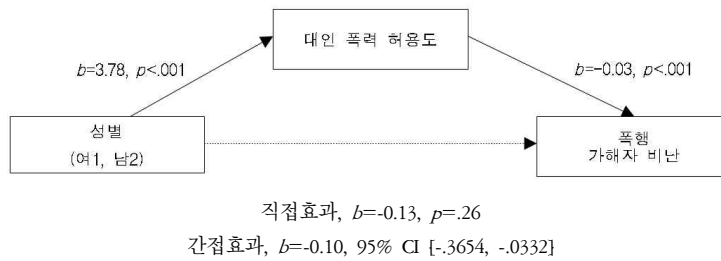 대인 폭력 허용도
b=3.78, p<.001
b=-0.03, p<.001
성별
(여1, 남2)
폭행
가해자 비난
직접효과, b=-0.13, p=.26
간접효과, b=-0.10, 95% CI [-.3654, -.0332]